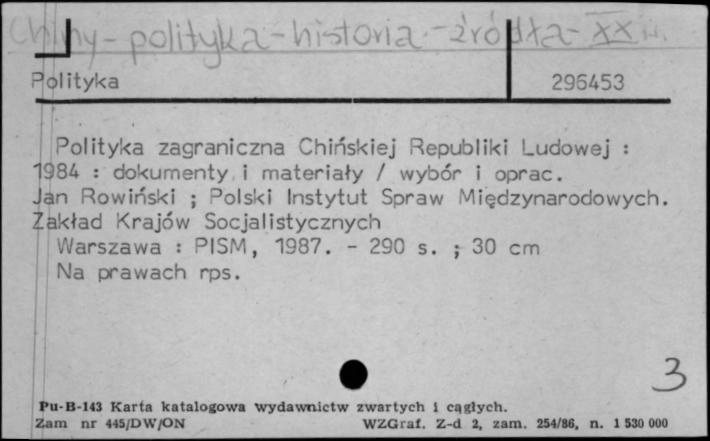 Chiny - polityka - historia - źródła - XX w.
Polityka 296453
Polityka zagraniczna Chińskiej Republiki Ludowej :
1984 : dokumenty i materiały / wybór i oprac.
Jan Rowiński ; Polski Instytut Spraw Międzynarodowych.
Zakład Krajów Socjalistycznych
Warszawa : PISM, 1987. - 290 s. ; 30 cm
Na prawach rps.
3
Pu-B-143 Karta katalogowa wydawnictw zwartych i ciągłych.
Zam nr 445/DW/ON WZGraf. Z-d 2, zam. 254/86, n. 1 530 000